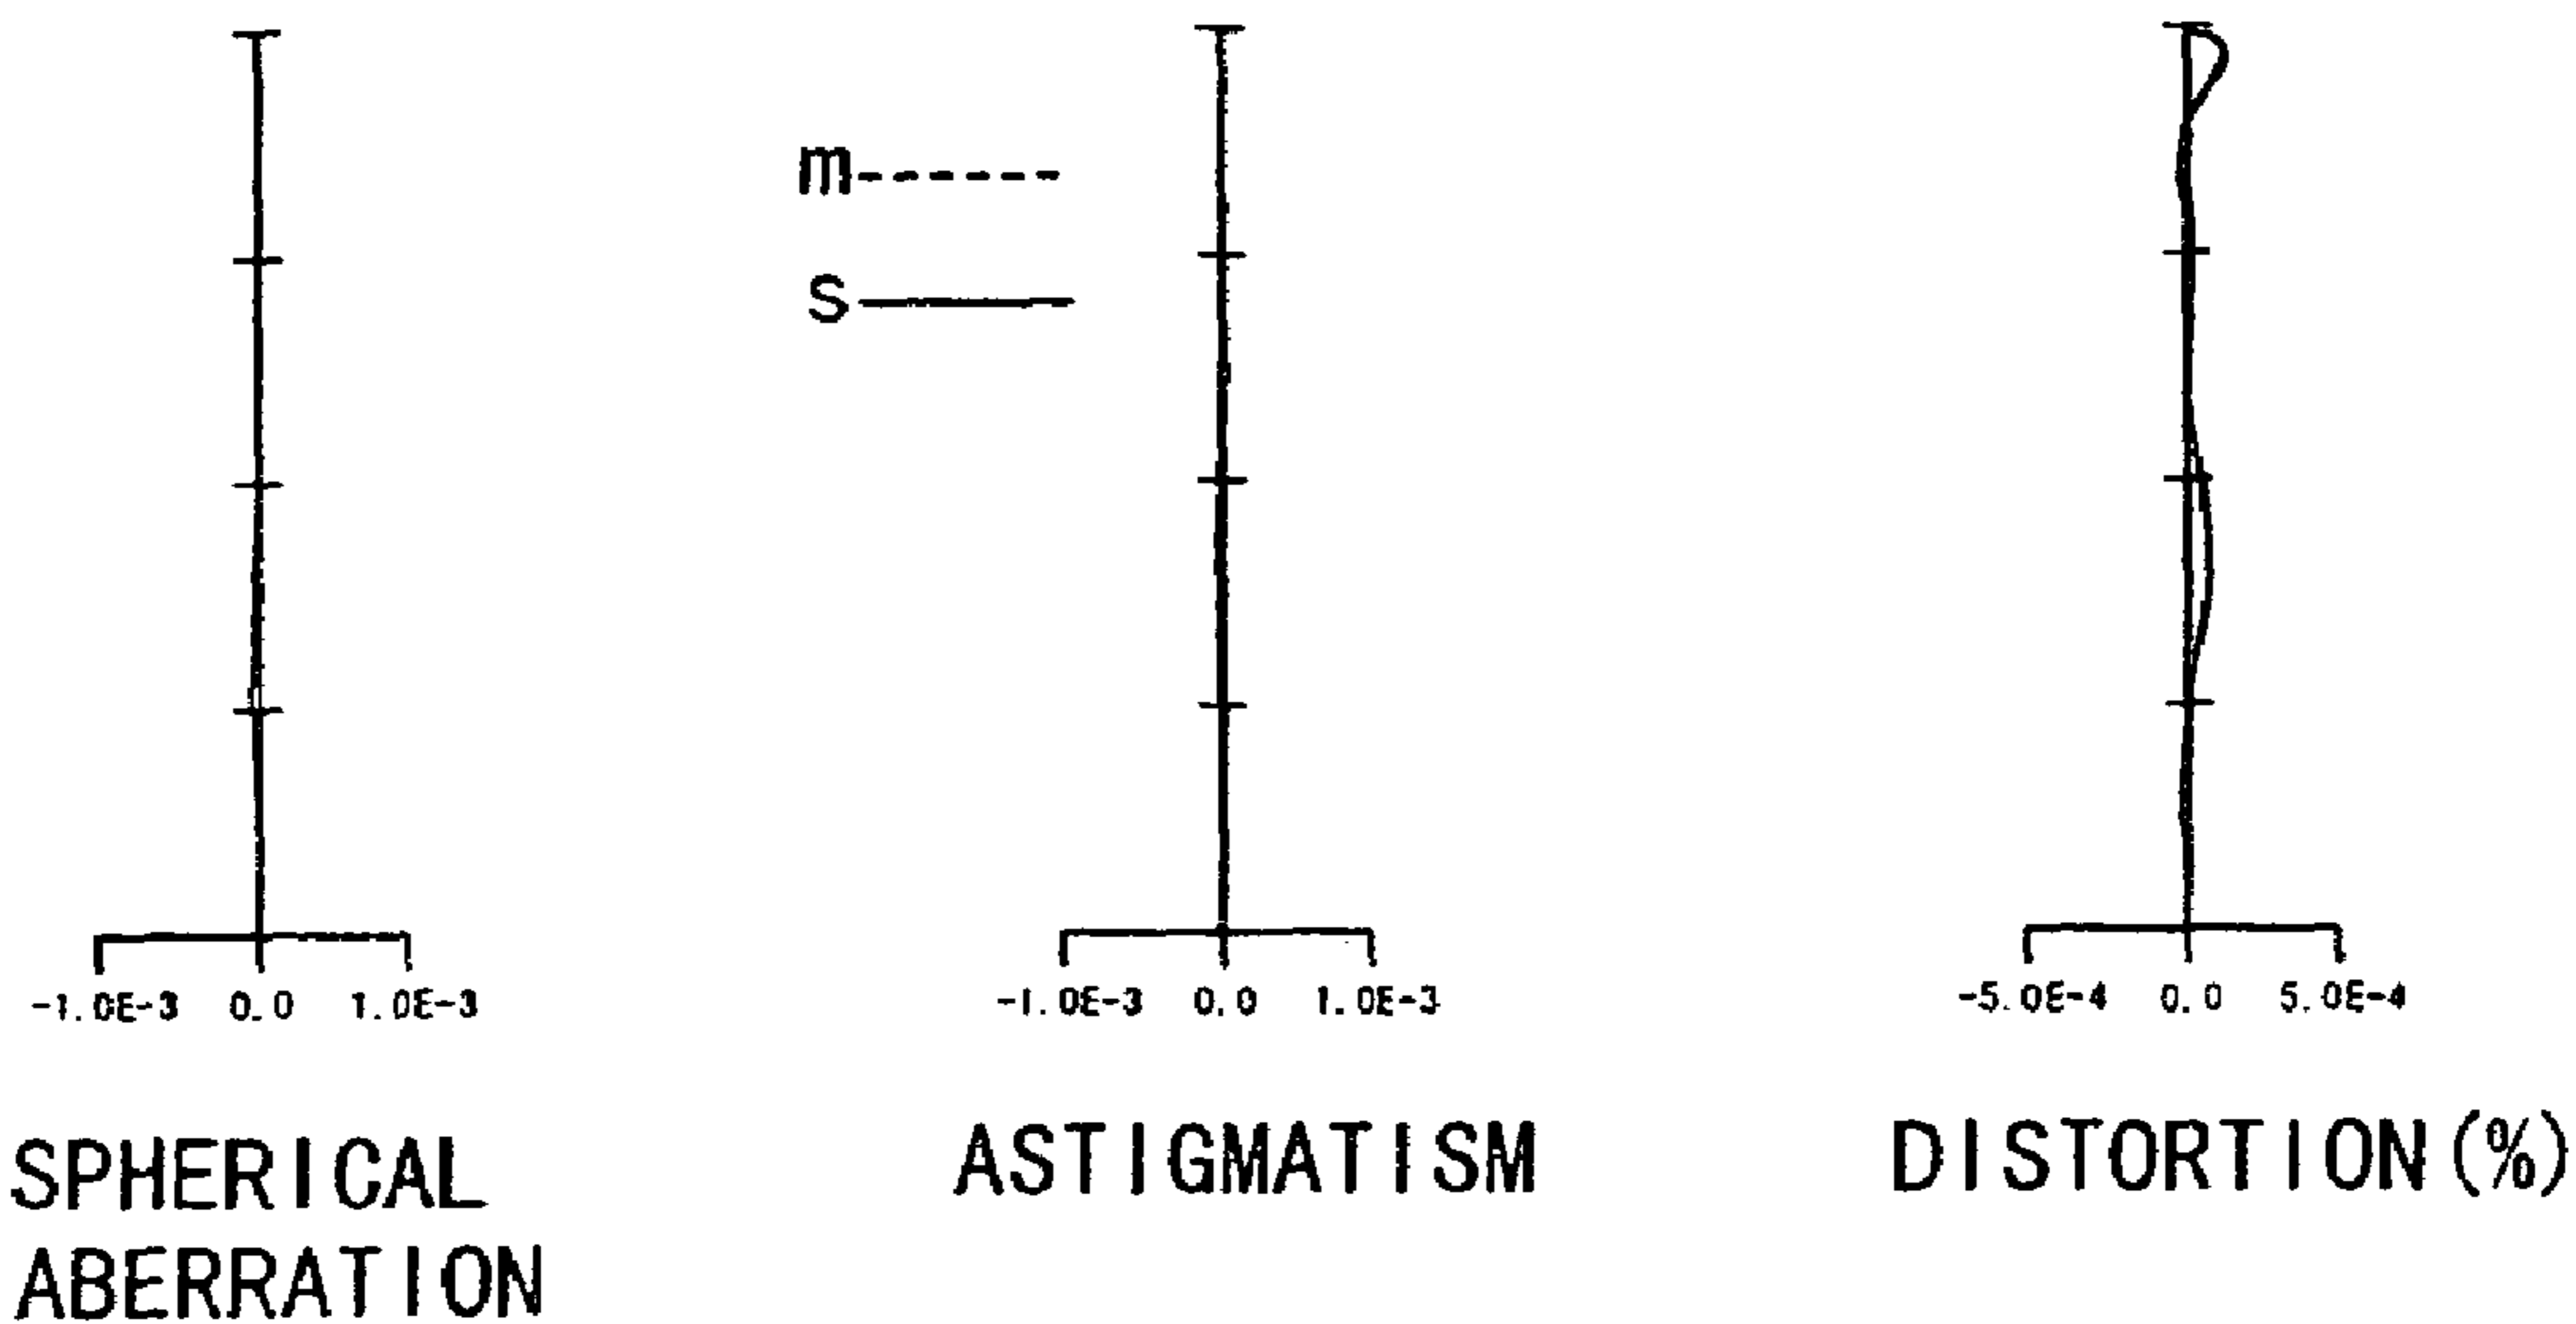 m
s
-1.0E-3 0.0 1.0E-3
-1.0E-3 0.0 1.0E-3
-5.0E-4 0.0 5.0E-4
SPHERICAL
ABERRATION
ASTIGMATISM
DISTORTION(%)